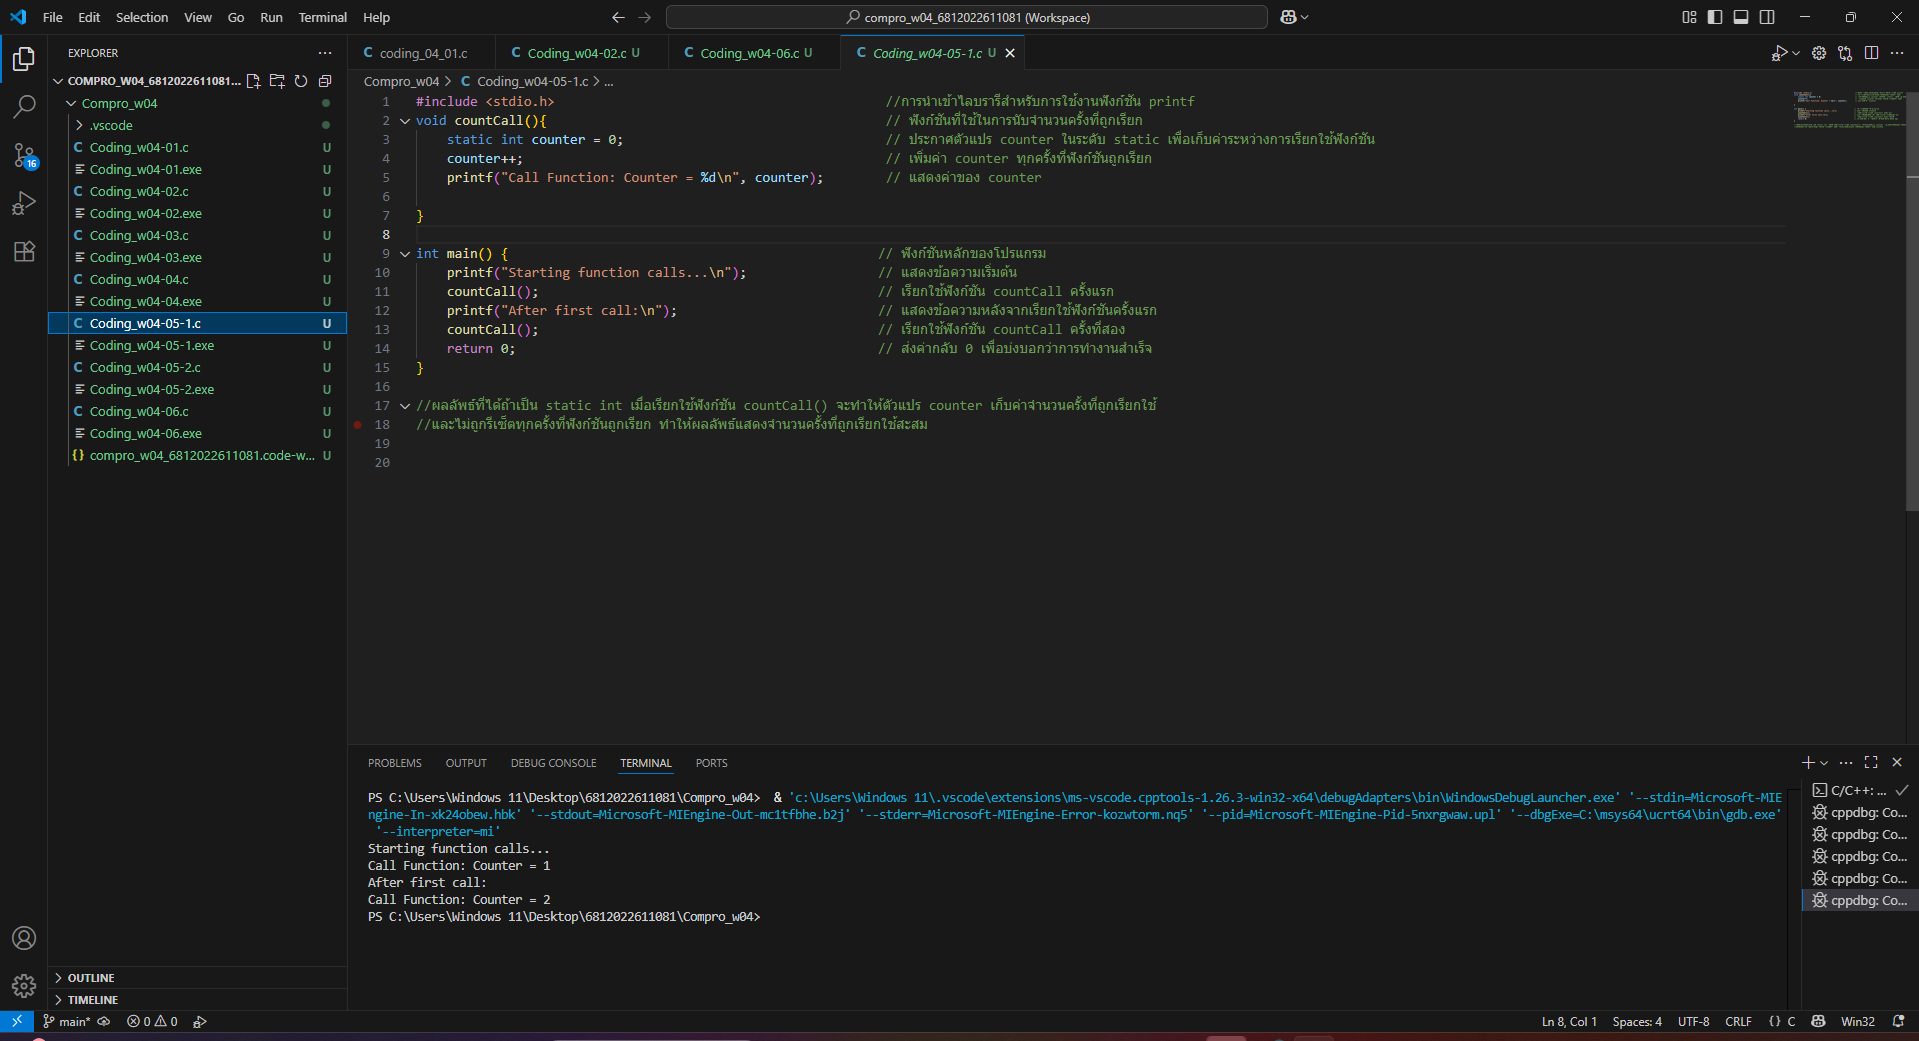 File Edit Selection View Go Run Terminal Help
compro_w04_6812022611081 (Workspace)
EXPLORER
COMPRO_W04_6812022611081...
Compro_w04
.vscode
Coding_w04-01.c U
Coding_w04-01.exe U
Coding_w04-02.c U
Coding_w04-02.exe U
Coding_w04-03.c U
Coding_w04-03.exe U
Coding_w04-04.c U
Coding_w04-04.exe U
Coding_w04-05-1.c U
Coding_w04-05-1.exe U
Coding_w04-05-2.c U
Coding_w04-05-2.exe U
Coding_w04-06.c U
Coding_w04-06.exe U
{} compro_w04_6812022611081.code-w... U
16
OUTLINE
TIMELINE
C coding_04_01.c C Coding_w04-02.c U C Coding_w04-06.c U C Coding_w04-05-1.c U
Compro_w04 > C Coding_w04-05-1.c > ...
1 #include <stdio.h> //การนำเข้าไลบรารีสำหรับการใช้งานฟังก์ชัน printf
2 void countCall(){ // ฟังก์ชันที่ใช้ในการนับจำนวนครั้งที่ถูกเรียก
3 static int counter = 0; // ประกาศตัวแปร counter ในระดับ static เพื่อเก็บค่าระหว่างการเรียกใช้ฟังก์ชัน
4 counter++; // เพิ่มค่า counter ทุกครั้งที่ฟังก์ชันถูกเรียก
5 printf("Call Function: Counter = %d\n", counter); // แสดงค่าของ counter
6
7 }
8
9 int main() { // ฟังก์ชันหลักของโปรแกรม
10 printf("Starting function calls...\n"); // แสดงข้อความเริ่มต้น
11 countCall(); // เรียกใช้ฟังก์ชัน countCall ครั้งแรก
12 printf("After first call:\n"); // แสดงข้อความหลังจากเรียกใช้ฟังก์ชันครั้งแรก
13 countCall(); // เรียกใช้ฟังก์ชัน countCall ครั้งที่สอง
14 return 0; // ส่งค่ากลับ 0 เพื่อบ่งบอกว่าการทำงานสำเร็จ
15 }
16
17 //ผลลัพธ์ที่ได้ถ้าเป็น static int เมื่อเรียกใช้ฟังก์ชัน countCall() จะทำให้ตัวแปร counter เก็บค่าจำนวนครั้งที่ถูกเรียกใช้
18 //และไม่ถูกรีเซ็ตทุกครั้งที่ฟังก์ชันถูกเรียก ทำให้ผลลัพธ์แสดงจำนวนครั้งที่ถูกเรียกใช้สะสม
19
20
PROBLEMS OUTPUT DEBUG CONSOLE TERMINAL PORTS
PS C:\Users\Windows 11\Desktop\6812022611081\Compro_w04> & 'c:\Users\Windows 11\.vscode\extensions\ms-vscode.cpptools-1.26.3-win32-x64\debugAdapters\bin\WindowsDebugLauncher.exe' '--stdin=Microsoft-MIE
ngine-In-xk24obew.hbk' '--stdout=Microsoft-MIEngine-Out-mc1tfbhe.b2j' '--stderr=Microsoft-MIEngine-Error-kozwtorm.nq5' '--pid=Microsoft-MIEngine-Pid-5nxrgwaw.upl' '--dbgExe=C:\msys64\ucrt64\bin\gdb.exe'
'--interpreter=mi'
Starting function calls...
Call Function: Counter = 1
After first call:
Call Function: Counter = 2
PS C:\Users\Windows 11\Desktop\6812022611081\Compro_w04>
C/C++: ...
cppdbg: Co...
cppdbg: Co...
cppdbg: Co...
cppdbg: Co...
cppdbg: Co...
main* 0 0 Ln 8, Col 1 Spaces: 4 UTF-8 CRLF {} C Win32